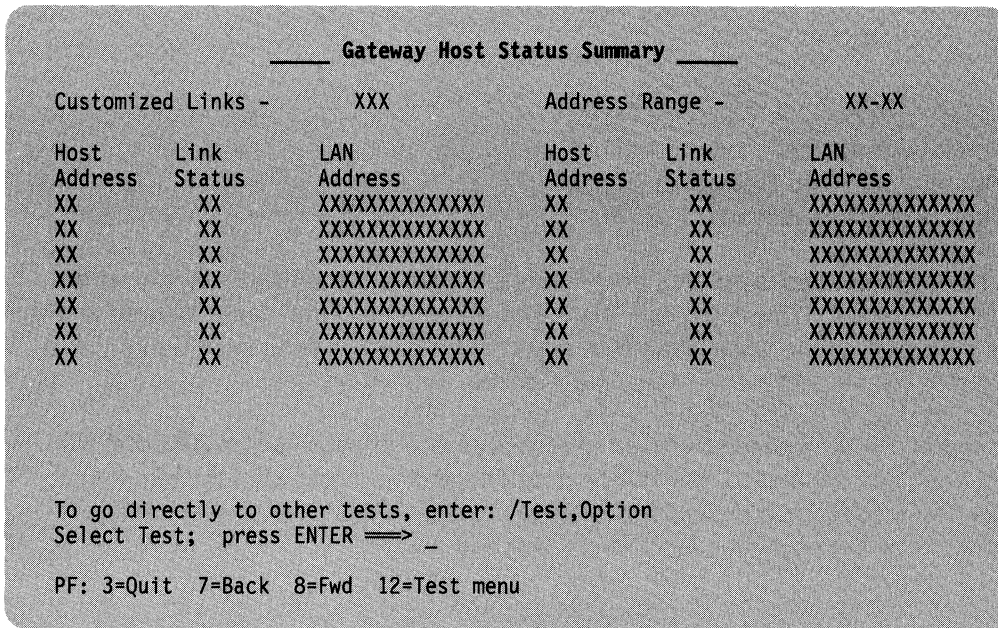 _____ Gateway Host Status Summary _____
Customized Links - XXX Address Range - XX-XX
Host Link LAN Host Link LAN
Address Status Address Address Status Address
XX XX XXXXXXXXXXXXXX XX XX XXXXXXXXXXXXXX
XX XX XXXXXXXXXXXXXX XX XX XXXXXXXXXXXXXX
XX XX XXXXXXXXXXXXXX XX XX XXXXXXXXXXXXXX
XX XX XXXXXXXXXXXXXX XX XX XXXXXXXXXXXXXX
XX XX XXXXXXXXXXXXXX XX XX XXXXXXXXXXXXXX
XX XX XXXXXXXXXXXXXX XX XX XXXXXXXXXXXXXX
XX XX XXXXXXXXXXXXXX XX XX XXXXXXXXXXXXXX
To go directly to other tests, enter: /Test,Option
Select Test; press ENTER ===> _
PF: 3=Quit 7=Back 8=Fwd 12=Test menu